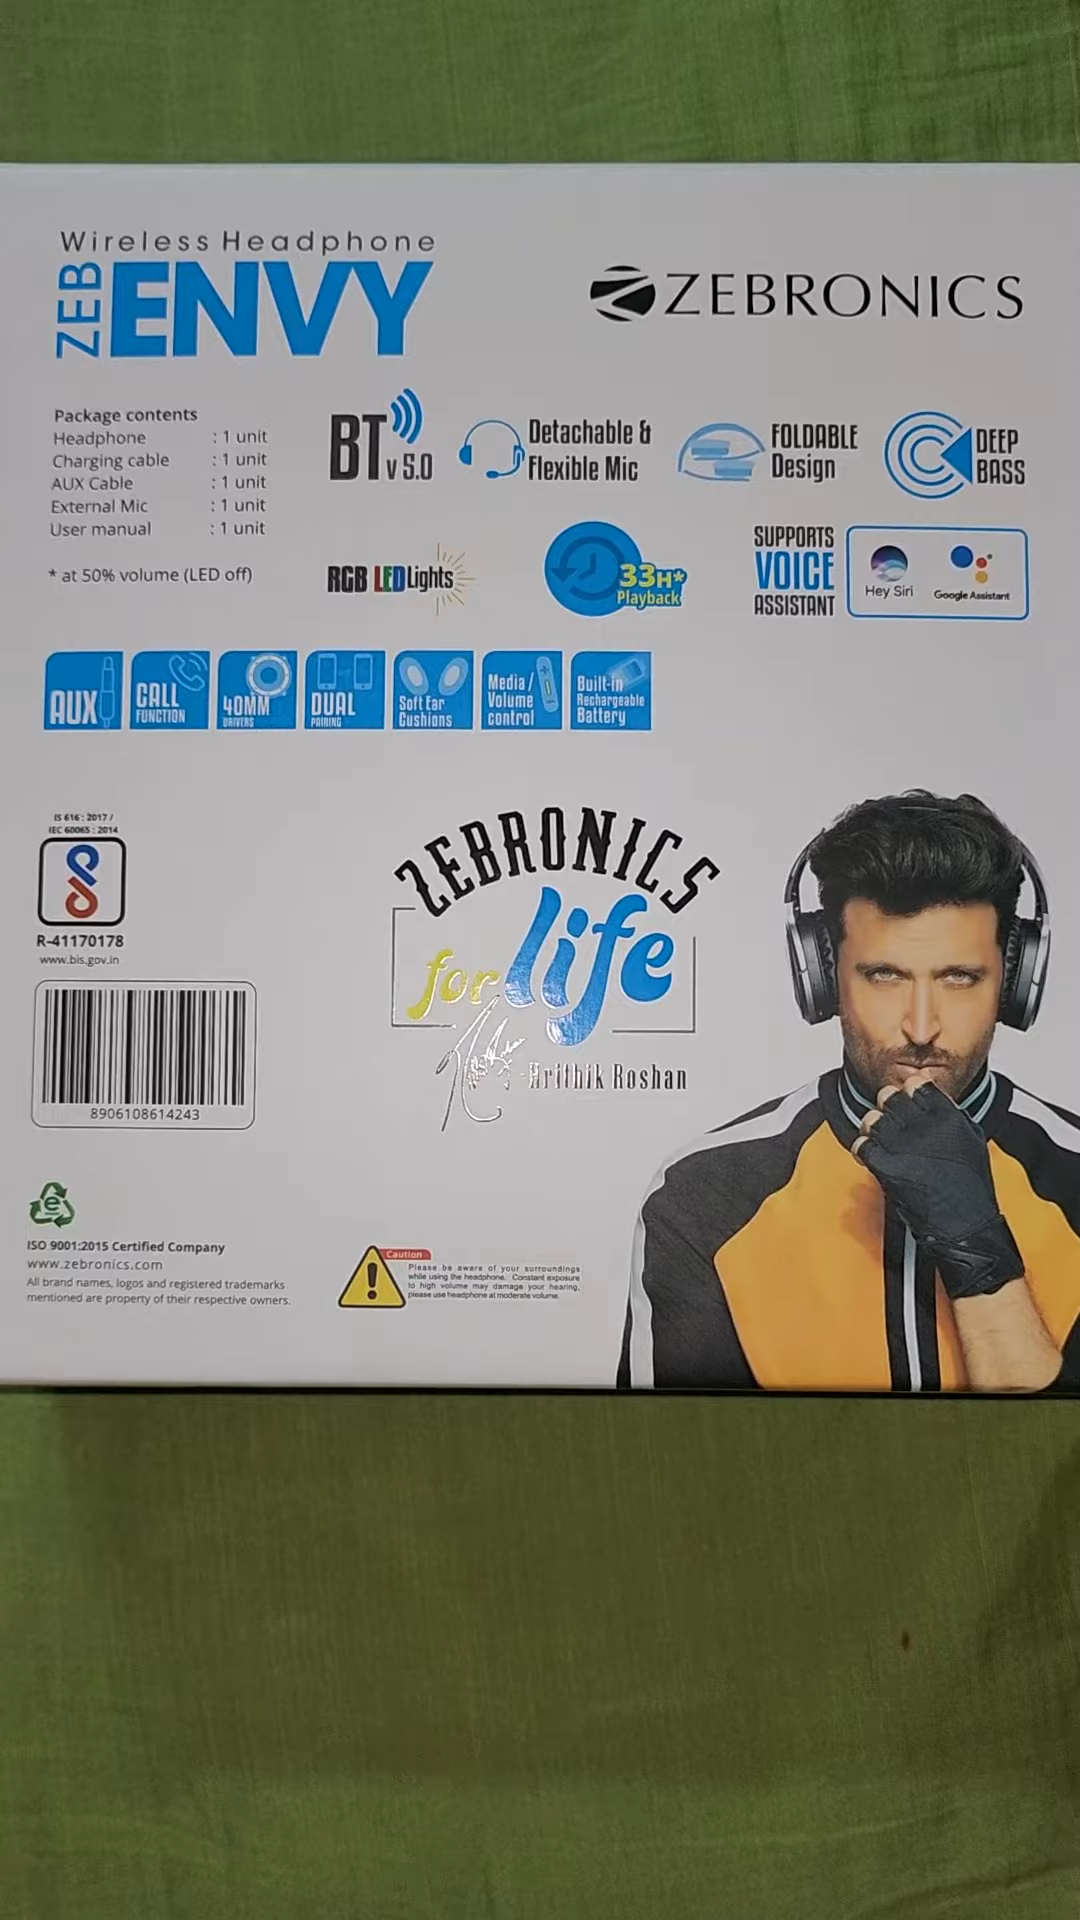 Wireless Headphone
ZEB ENVY
ZEBRONICS
Package contents
Headphone : 1 unit
Charging cable : 1 unit
AUX Cable : 1 unit
External Mic : 1 unit
User manual : 1 unit
* at 50% volume (LED off)
BT v 5.0
Detachable &
Flexible Mic
FOLDABLE
Design
DEEP
BASS
RGB LED Lights
33H*
Playback
SUPPORTS
VOICE
ASSISTANT
Hey Siri
Google Assistant
AUX
CALL
FUNCTION
40MM
DRIVERS
DUAL
PAIRING
Soft Ear
Cushions
Media /
Volume
control
Built-in
Rechargeable
Battery
IS 616 : 2017 /
IEC 60065 : 2014
R-41170178
www.bis.gov.in
8906108614243
ZEBRONICS
for life
-Hrithik Roshan
e
ISO 9001:2015 Certified Company
www.zebronics.com
All brand names, logos and registered trademarks
mentioned are property of their respective owners.
Caution
Please be aware of your surroundings
while using the headphone. Constant exposure
to high volume may damage your hearing,
please use headphone at moderate volume.